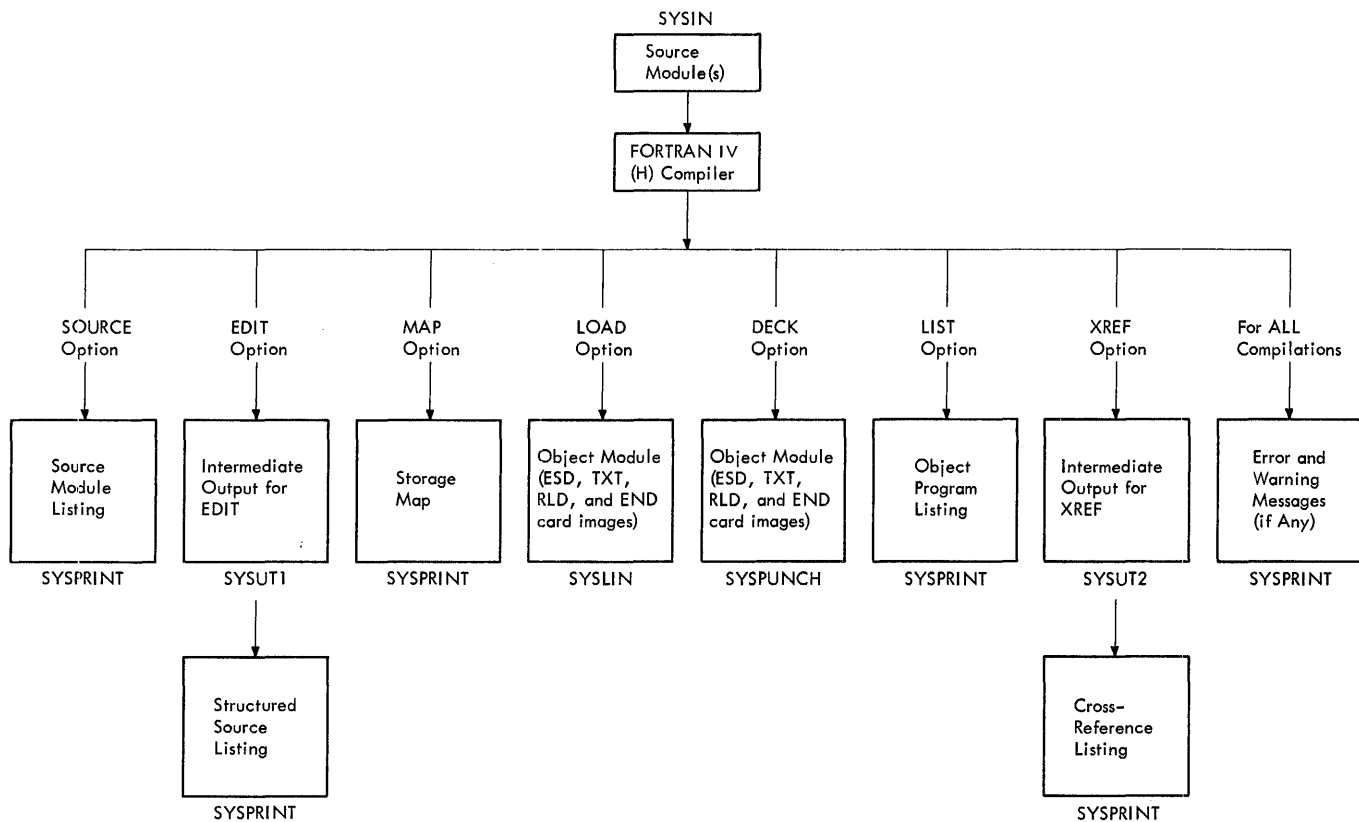 SYSIN
Source
Module(s)
FORTRAN IV
(H) Compiler
SOURCE
Option
EDIT
Option
MAP
Option
LOAD
Option
DECK
Option
LIST
Option
XREF
Option
For ALL
Compilations
Source
Module
Listing
SYSPRINT
Intermediate
Output for
EDIT
SYSUT1
Storage
Map
SYSPRINT
Object Module
(ESD, TXT,
RLD, and END
card images)
SYSLIN
Object Module
(ESD, TXT,
RLD, and END
card images)
SYSPUNCH
Object
Program
Listing
SYSPRINT
Intermediate
Output for
XREF
SYSUT2
Error and
Warning
Messages
(if Any)
SYSPRINT
Structured
Source
Listing
SYSPRINT
Cross-
Reference
Listing
SYSPRINT